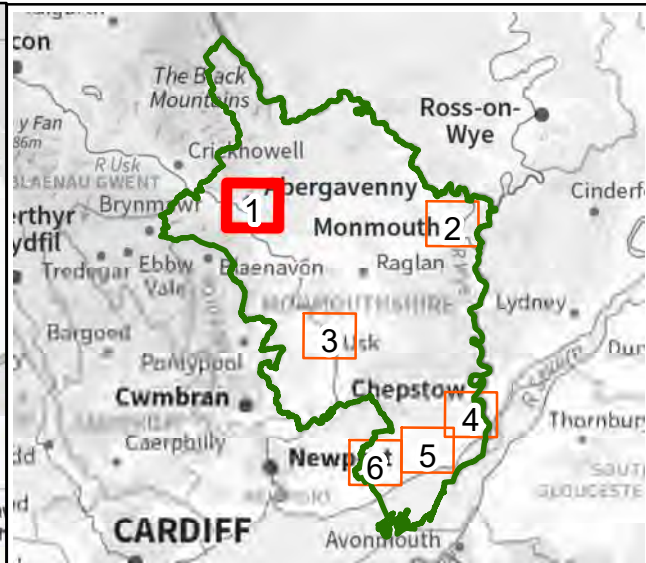 con
The Black
Mountains
Ross-on-
Wye
y Fan
86m
R Usk
Crickhowell
BLAENAU GWENT
Abergavenny
Cinderf
Brynmawr
1
erthyr
ydfil
Monmouth
2
Tredegar
Ebbw
Vale
Blaenavon
Raglan
MONMOUTHSHIRE
Lydney
Bargoed
Pontypool
3
Usk
Dur
Chepstow
Cwmbran
4
Thornbury
Caerphilly
Newport
6
5
SOUTH
GLOUCESTE
CARDIFF
Avonmouth